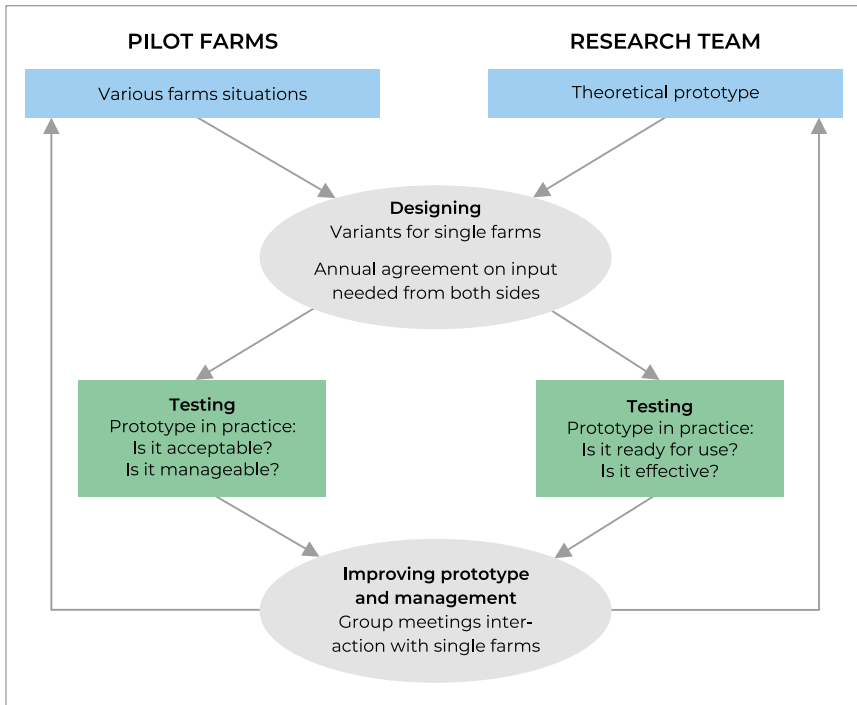 PILOT FARMS
RESEARCH TEAM
Various farms situations
Theoretical prototype
Designing
Variants for single farms
Annual agreement on input
needed from both sides
Testing
Prototype in practice:
Is it acceptable?
Is it manageable?
Testing
Prototype in practice:
Is it ready for use?
Is it effective?
Improving prototype
and management
Group meetings inter-
action with single farms